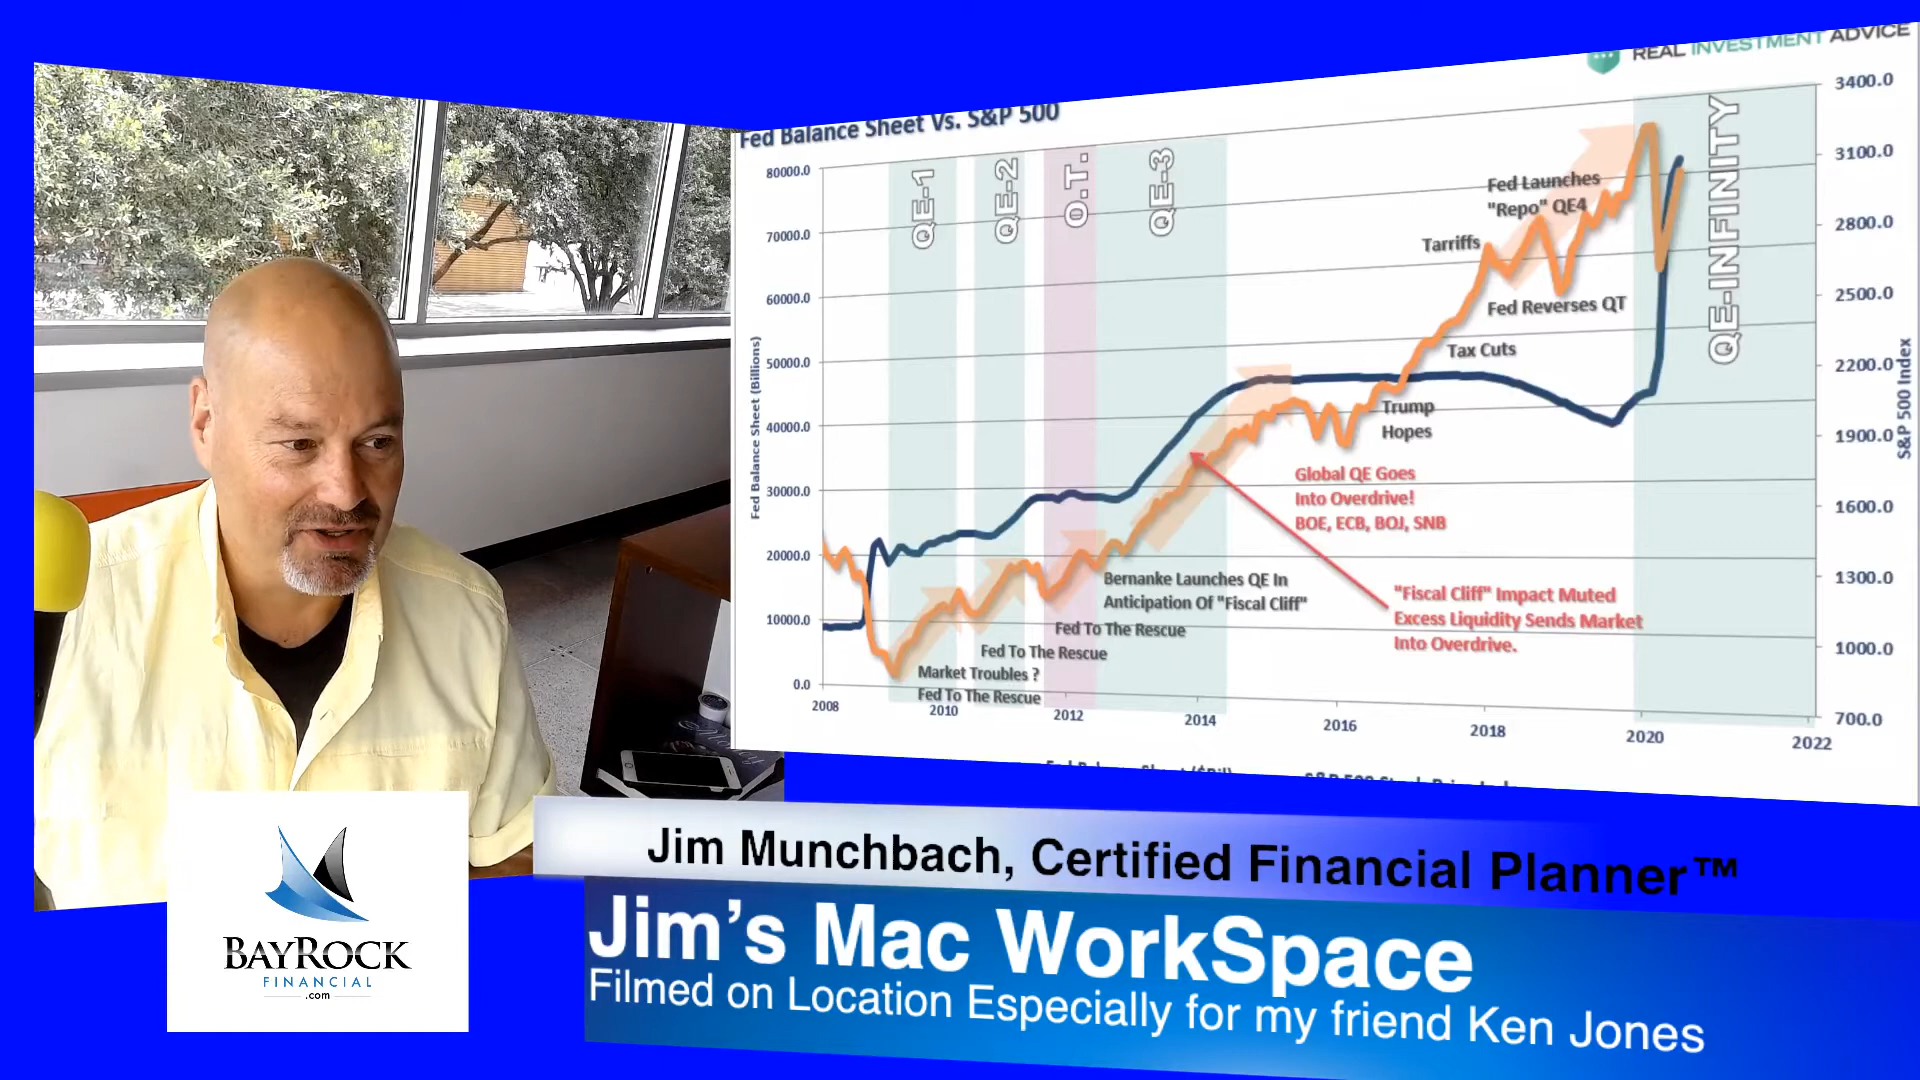 REAL INVESTMENT ADVICE
Fed Balance Sheet Vs. S&P 500
80000.0
70000.0
60000.0
50000.0
40000.0
30000.0
20000.0
10000.0
0.0
Fed Balance Sheet (Billions)
QE-1
QE-2
O.T.
QE-3
QE-INFINITY
Fed Launches
"Repo" QE4
Tarriffs
Fed Reverses QT
Tax Cuts
Trump
Hopes
Global QE Goes
Into Overdrive!
BOE, ECB, BOJ, SNB
"Fiscal Cliff" Impact Muted
Excess Liquidity Sends Market
Into Overdrive.
Bernanke Launches QE In
Anticipation Of "Fiscal Cliff"
Fed To The Rescue
Fed To The Rescue
Market Troubles ?
Fed To The Rescue
3400.0
3100.0
2800.0
2500.0
2200.0
1900.0
1600.0
1300.0
1000.0
700.0
S&P 500 Index
2008
2010
2012
2014
2016
2018
2020
2022
Jim Munchbach, Certified Financial Planner™
Jim's Mac WorkSpace
Filmed on Location Especially for my friend Ken Jones
BAYROCK
FINANCIAL
.com